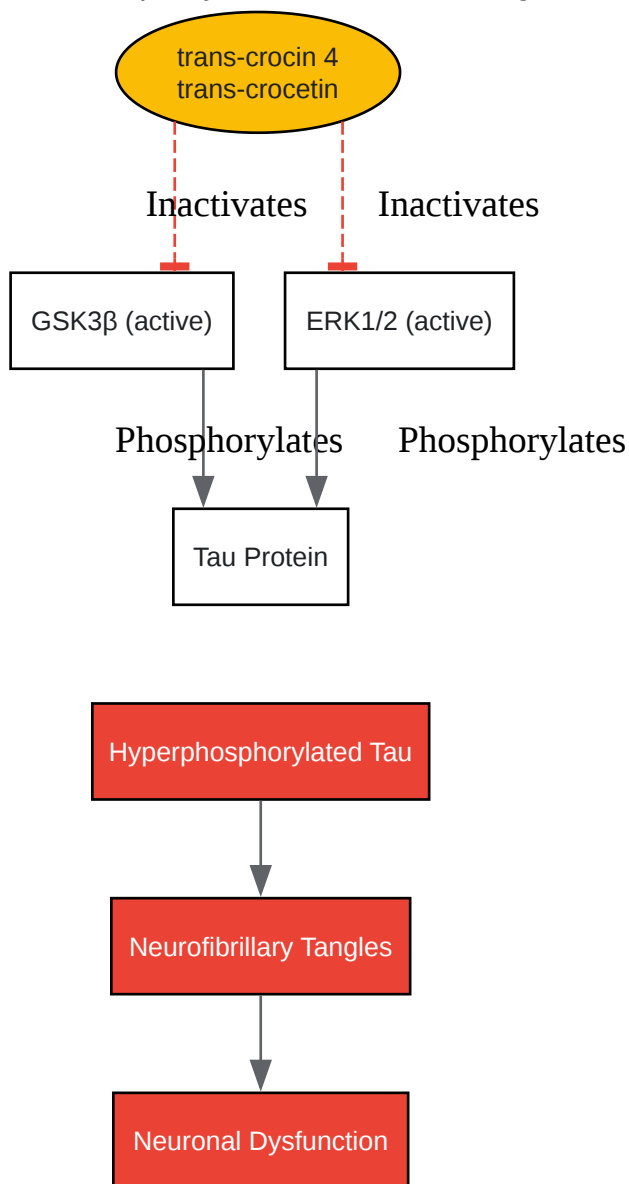 trans-crocin 4
trans-crocetin
Inactivates Inactivates
GSK3β (active) ERK1/2 (active)
Phosphorylates Phosphorylates
Tau Protein
Hyperphosphorylated Tau
Neurofibrillary Tangles
Neuronal Dysfunction